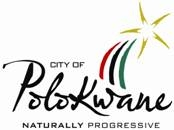 CITY OF
PoloKwane
NATURALLY PROGRESSIVE